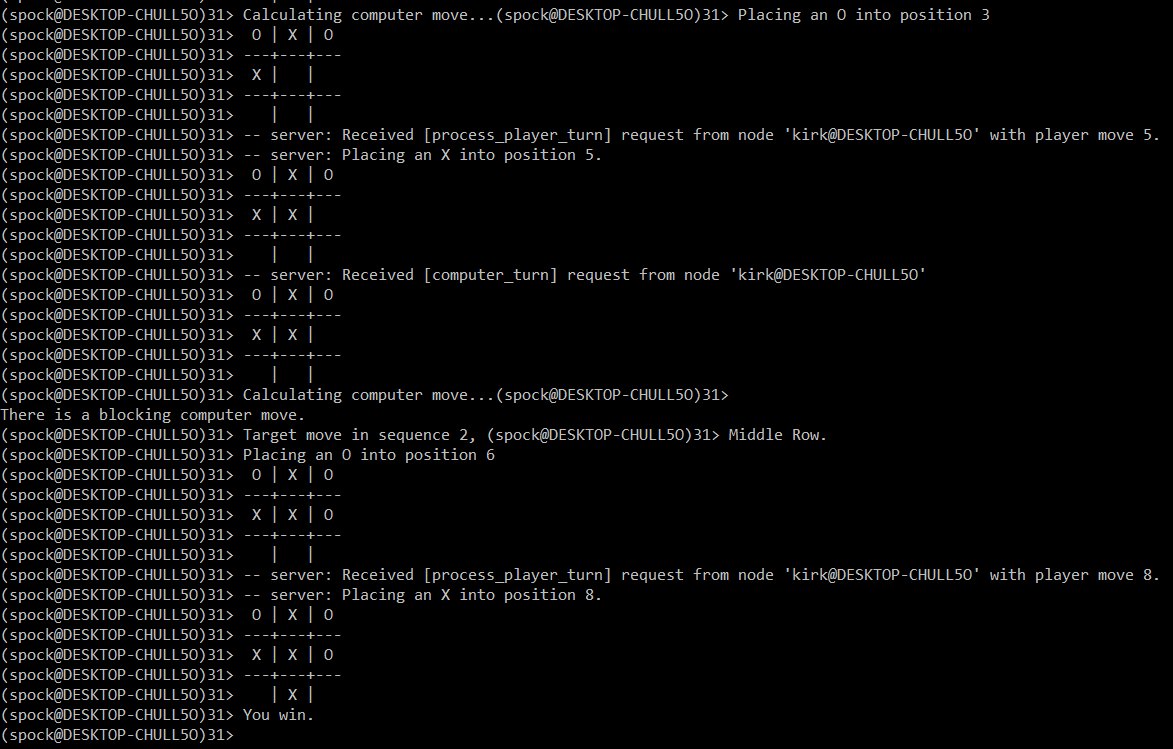 (spock@DESKTOP-CHULL5O)31> Calculating computer move...(spock@DESKTOP-CHULL5O)31> Placing an O into position 3
(spock@DESKTOP-CHULL5O)31>  O | X | O
(spock@DESKTOP-CHULL5O)31> ---+---+---
(spock@DESKTOP-CHULL5O)31>  X |   |
(spock@DESKTOP-CHULL5O)31> ---+---+---
(spock@DESKTOP-CHULL5O)31>    |   |
(spock@DESKTOP-CHULL5O)31> -- server: Received [process_player_turn] request from node 'kirk@DESKTOP-CHULL5O' with player move 5.
(spock@DESKTOP-CHULL5O)31> -- server: Placing an X into position 5.
(spock@DESKTOP-CHULL5O)31>  O | X | O
(spock@DESKTOP-CHULL5O)31> ---+---+---
(spock@DESKTOP-CHULL5O)31>  X | X |
(spock@DESKTOP-CHULL5O)31> ---+---+---
(spock@DESKTOP-CHULL5O)31>    |   |
(spock@DESKTOP-CHULL5O)31> -- server: Received [computer_turn] request from node 'kirk@DESKTOP-CHULL5O'
(spock@DESKTOP-CHULL5O)31>  O | X | O
(spock@DESKTOP-CHULL5O)31> ---+---+---
(spock@DESKTOP-CHULL5O)31>  X | X |
(spock@DESKTOP-CHULL5O)31> ---+---+---
(spock@DESKTOP-CHULL5O)31>    |   |
(spock@DESKTOP-CHULL5O)31> Calculating computer move...(spock@DESKTOP-CHULL5O)31>
There is a blocking computer move.
(spock@DESKTOP-CHULL5O)31> Target move in sequence 2, (spock@DESKTOP-CHULL5O)31> Middle Row.
(spock@DESKTOP-CHULL5O)31> Placing an O into position 6
(spock@DESKTOP-CHULL5O)31>  O | X | O
(spock@DESKTOP-CHULL5O)31> ---+---+---
(spock@DESKTOP-CHULL5O)31>  X | X | O
(spock@DESKTOP-CHULL5O)31> ---+---+---
(spock@DESKTOP-CHULL5O)31>    |   |
(spock@DESKTOP-CHULL5O)31> -- server: Received [process_player_turn] request from node 'kirk@DESKTOP-CHULL5O' with player move 8.
(spock@DESKTOP-CHULL5O)31> -- server: Placing an X into position 8.
(spock@DESKTOP-CHULL5O)31>  O | X | O
(spock@DESKTOP-CHULL5O)31> ---+---+---
(spock@DESKTOP-CHULL5O)31>  X | X | O
(spock@DESKTOP-CHULL5O)31> ---+---+---
(spock@DESKTOP-CHULL5O)31>    | X |
(spock@DESKTOP-CHULL5O)31> You win.
(spock@DESKTOP-CHULL5O)31>